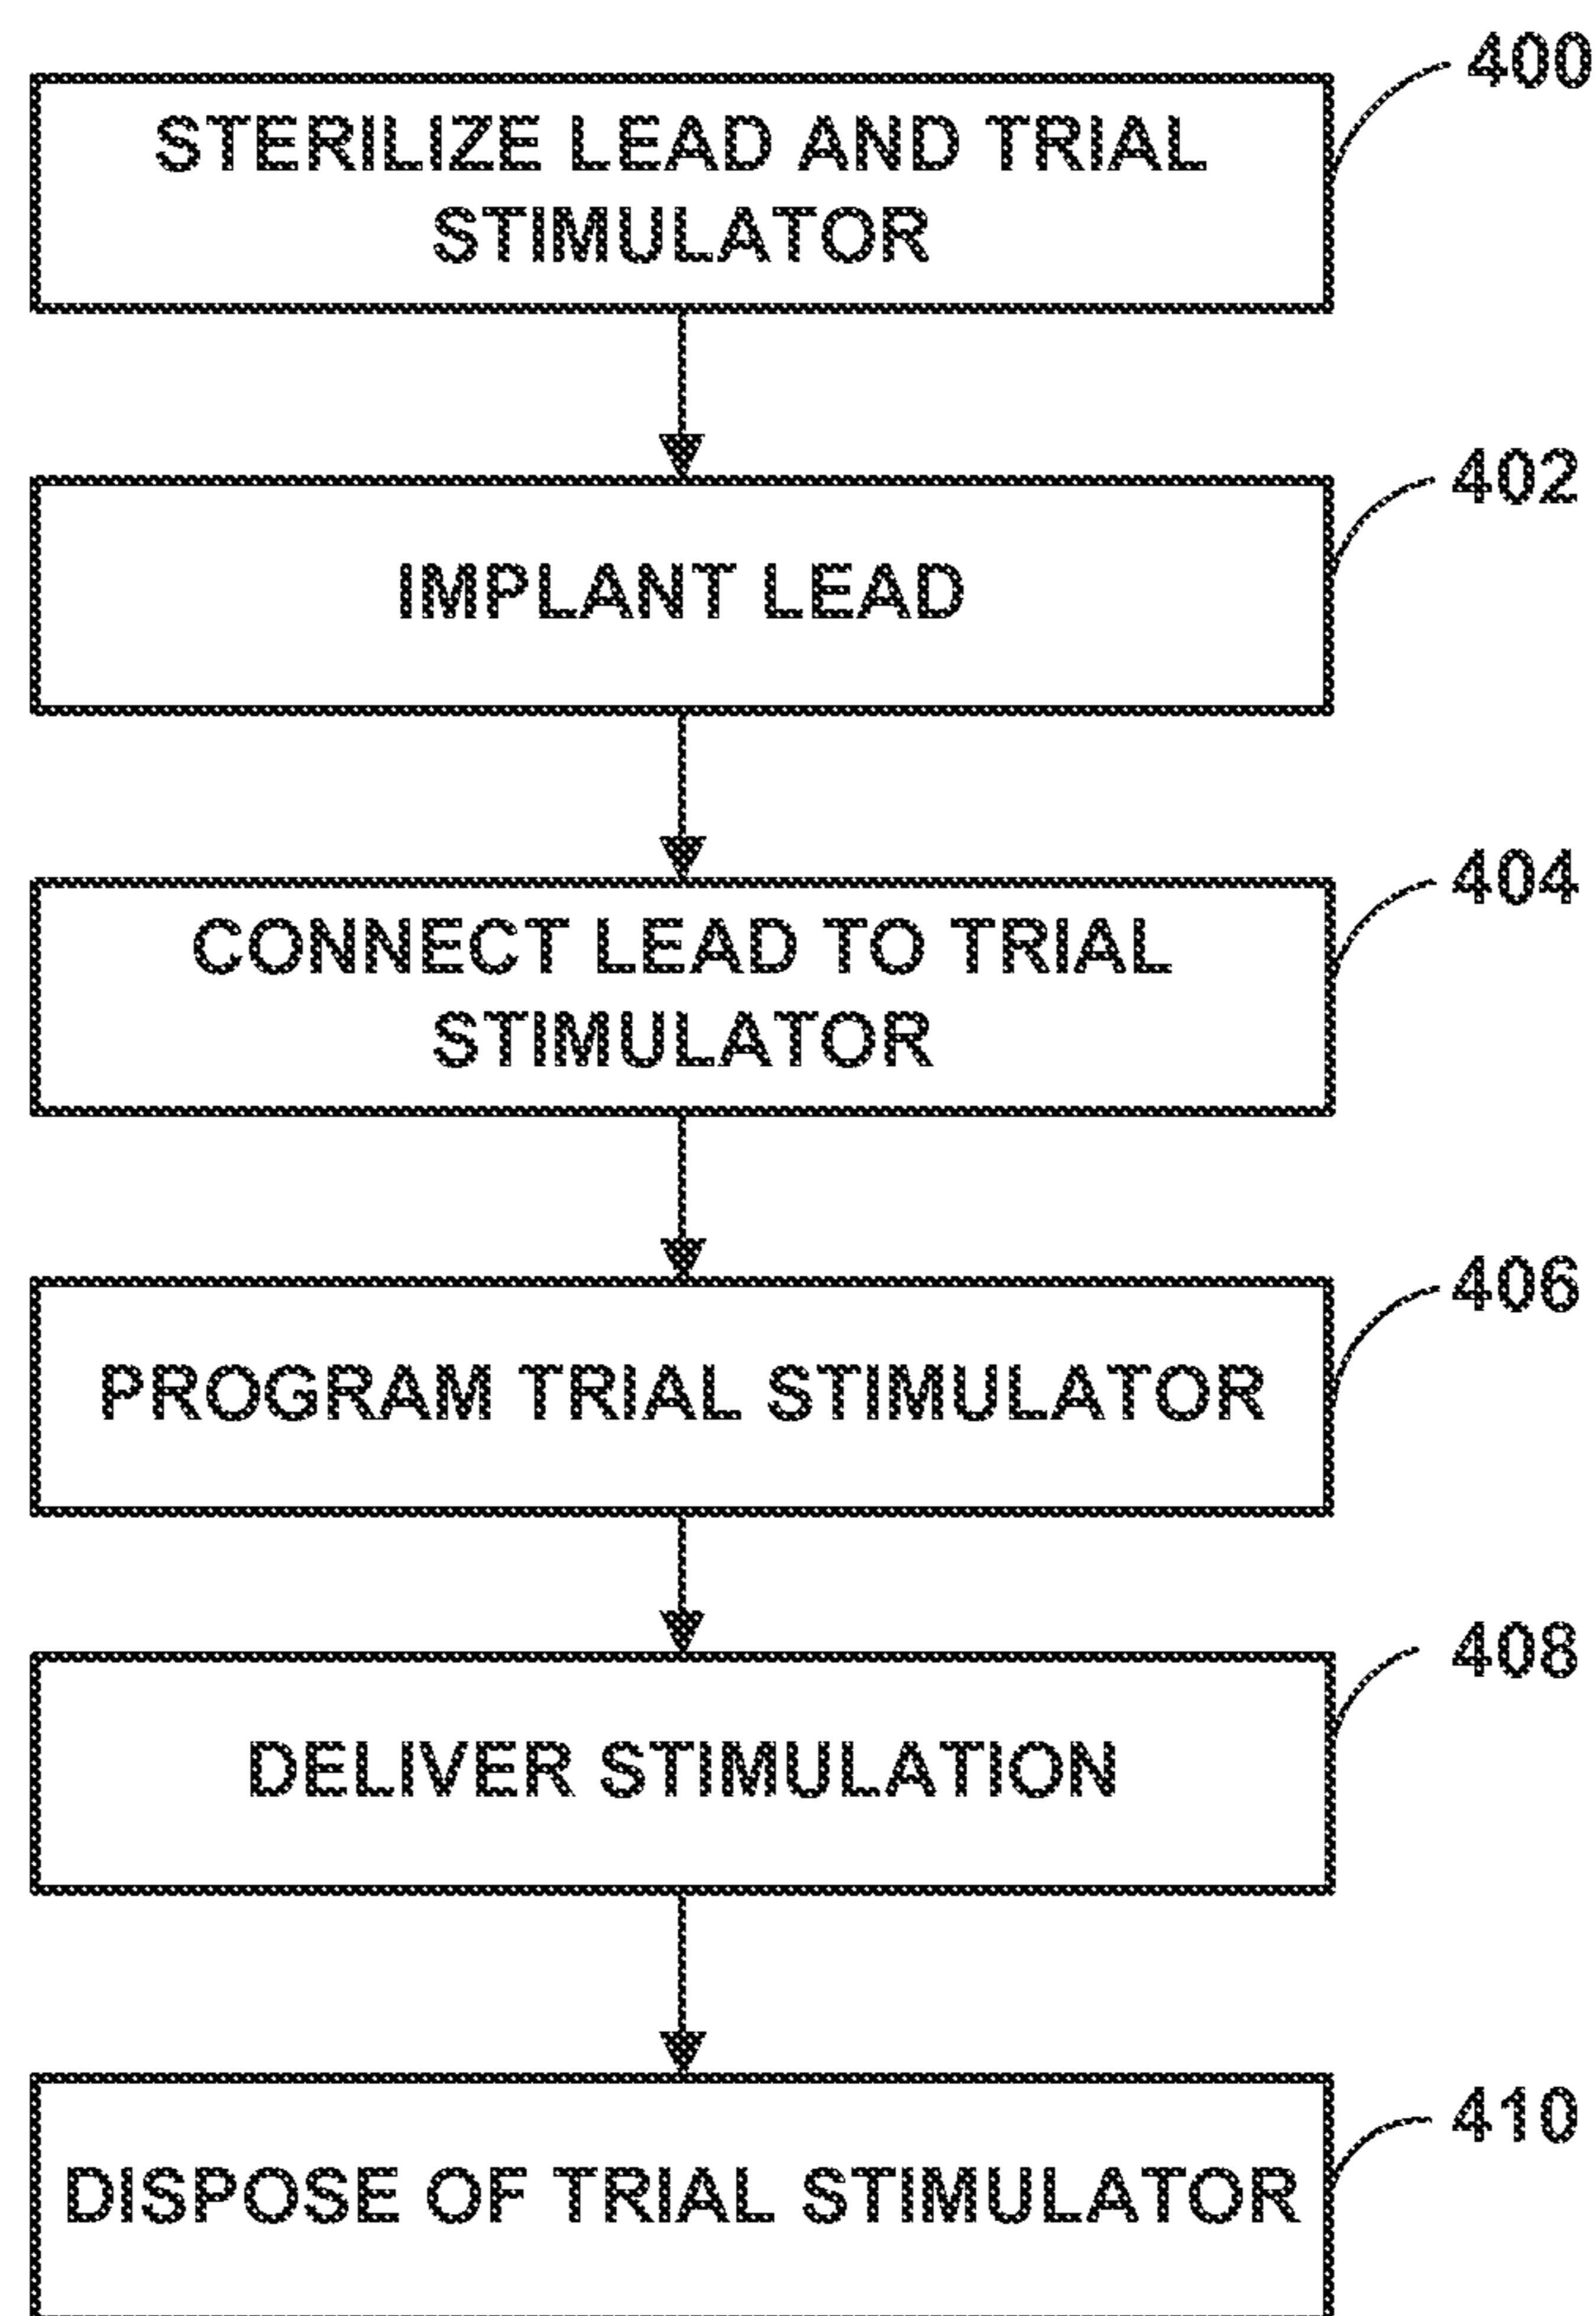 400
STERILIZE LEAD AND TRIAL
STIMULATOR
402
IMPLANT LEAD
404
CONNECT LEAD TO TRIAL
STIMULATOR
406
PROGRAM TRIAL STIMULATOR
408
DELIVER STIMULATION
410
DISPOSE OF TRIAL STIMULATOR